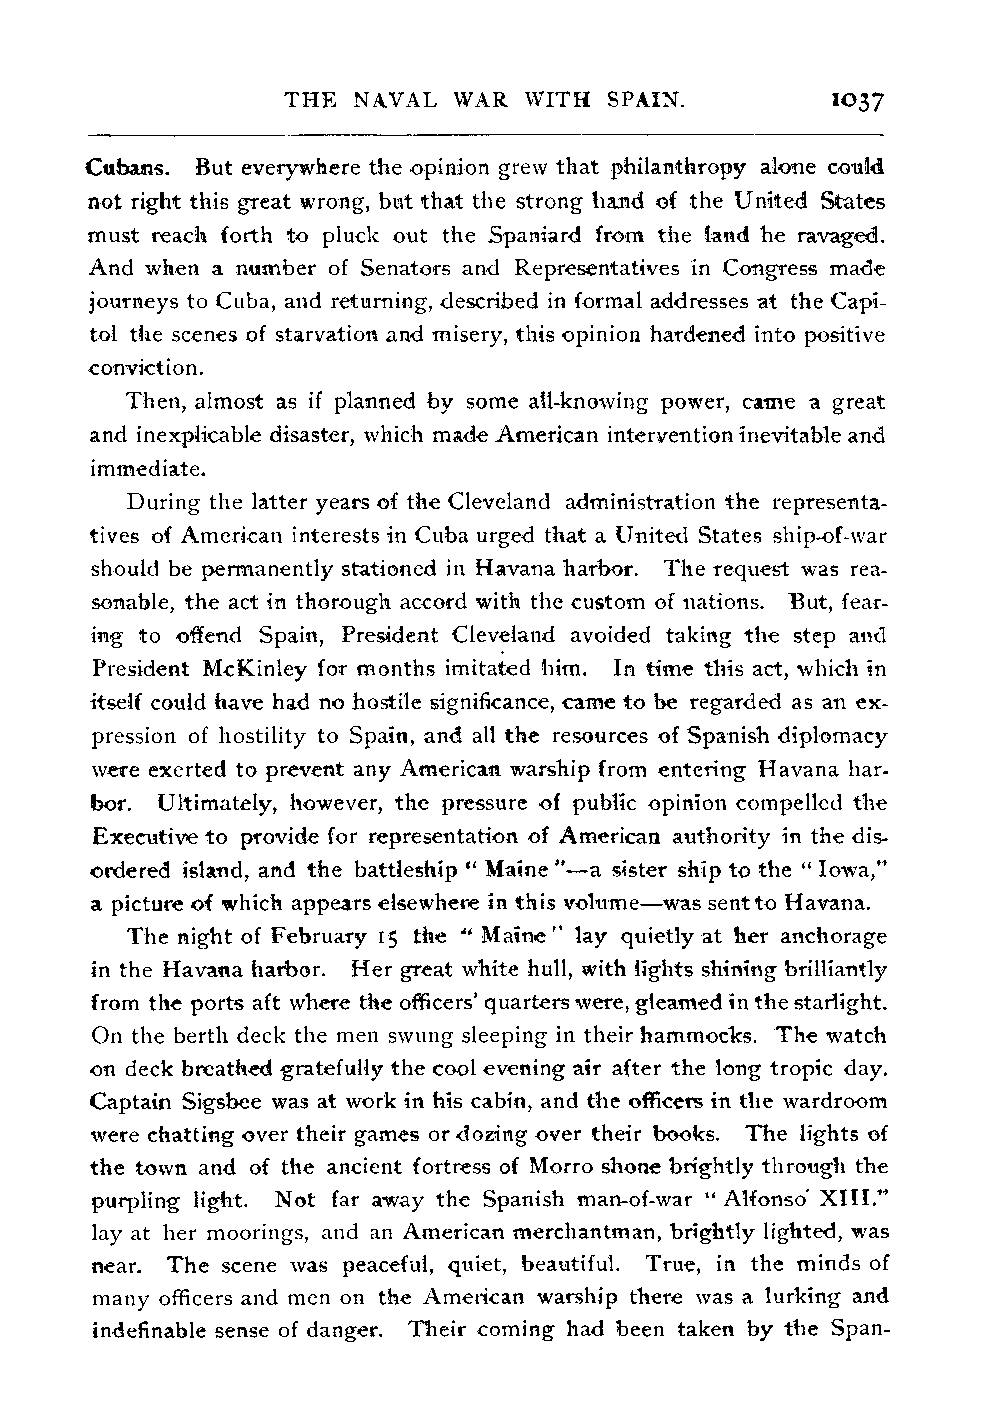 THE NAVAL WAR WITH SPAIN. 1037
Cubans. But everywhere the opinion grew that philanthropy alone could
not right this great wrong, but that the strong hand of the United States
must reach forth to pluck out the Spaniard from the land he ravaged.
And when a number of Senators and Representatives in Congress made
journeys to Cuba, and returning, described in formal addresses at the Capi-
tol the scenes of starvation and misery, this opinion hardened into positive
conviction.
Then, almost as if planned by some all-knowing power, came a great
and inexplicable disaster, which made American intervention inevitable and
immediate.
During the latter years of the Cleveland administration the representa-
tives of American interests in Cuba urged that a United States ship-of-war
should be permanently stationed in Havana harbor. The request was rea-
sonable, the act in thorough accord with the custom of nations. But, fear-
ing to offend Spain, President Cleveland avoided taking the step and
President McKinley for months imitated him. In time this act, which in
itself could have had no hostile significance, came to be regarded as an ex-
pression of hostility to Spain, and all the resources of Spanish diplomacy
were exerted to prevent any American warship from entering Havana har-
bor. Ultimately, however, the pressure of public opinion compelled the
Executive to provide for representation of American authority in the dis-
ordered island, and the battleship “ Maine ”—a sister ship to the “ Iowa,”
a picture of which appears elsewhere in this volume—was sent to Havana.
The night of February 15 the “ Maine ” lay quietly at her anchorage
in the Havana harbor. Her great white hull, with lights shining brilliantly
from the ports aft where the officers’ quarters were, gleamed in the starlight.
On the berth deck the men swung sleeping in their hammocks. The watch
on deck breathed gratefully the cool evening air after the long tropic day.
Captain Sigsbee was at work in his cabin, and the officers in the wardroom
were chatting over their games or dozing over their books. The lights of
the town and of the ancient fortress of Morro shone brightly through the
purpling light. Not far away the Spanish man-of-war “ Alfonso XIII.”
lay at her moorings, and an American merchantman, brightly lighted, was
near. The scene was peaceful, quiet, beautiful. True, in the minds of
many officers and men on the American warship there was a lurking and
indefinable sense of danger. Their coming had been taken by the Span-